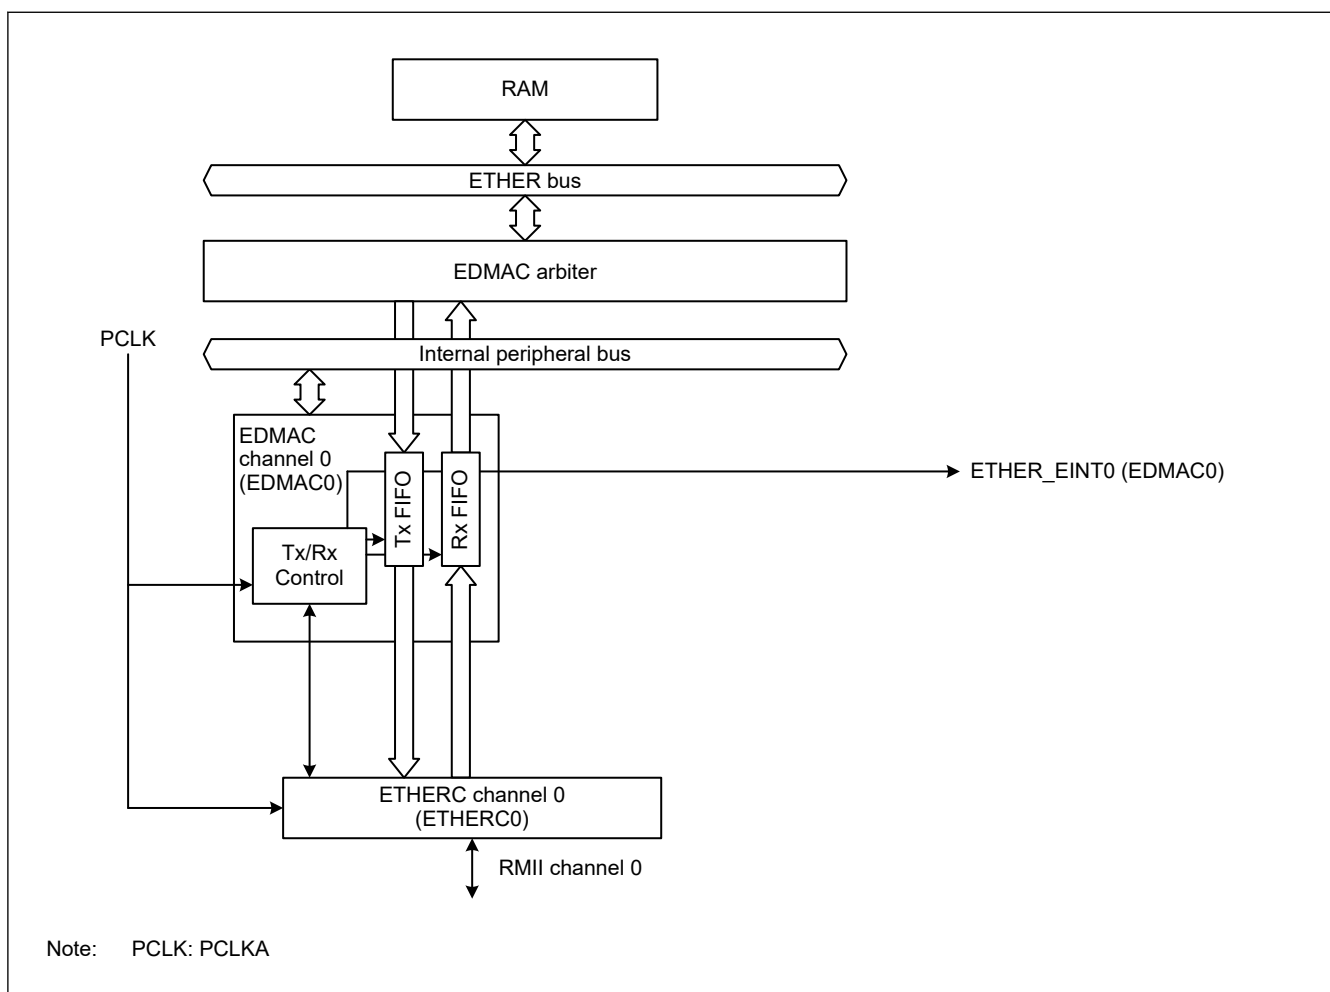 RAM
ETHER bus
EDMAC arbiter
PCLK
Internal peripheral bus
EDMAC
channel 0
(EDMAC0)
Tx FIFO
Rx FIFO
ETHER_EINT0 (EDMAC0)
Tx/Rx
Control
ETHERC channel 0
(ETHERC0)
RMII channel 0
Note: PCLK: PCLKA